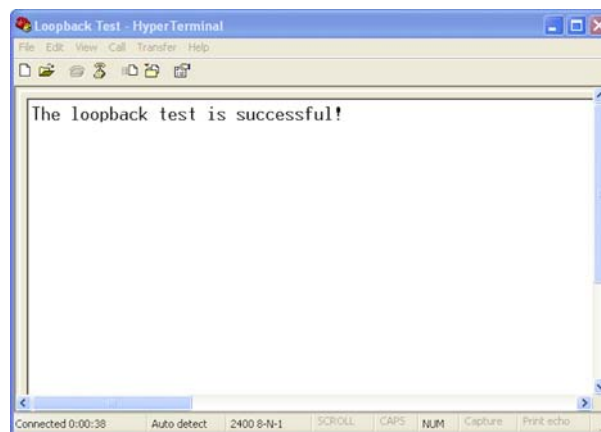 Loopback Test - HyperTerminal
File Edit View Call Transfer Help
The loopback test is successful!
Connected 0:00:38 Auto detect 2400 8-N-1 SCROLL CAPS NUM Capture Print echo